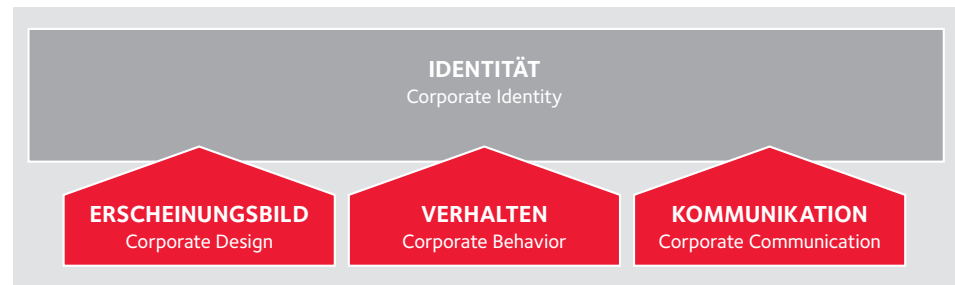 IDENTITÄT
Corporate Identity
ERSCHEINUNGSBILD
Corporate Design
VERHALTEN
Corporate Behavior
KOMMUNIKATION
Corporate Communication